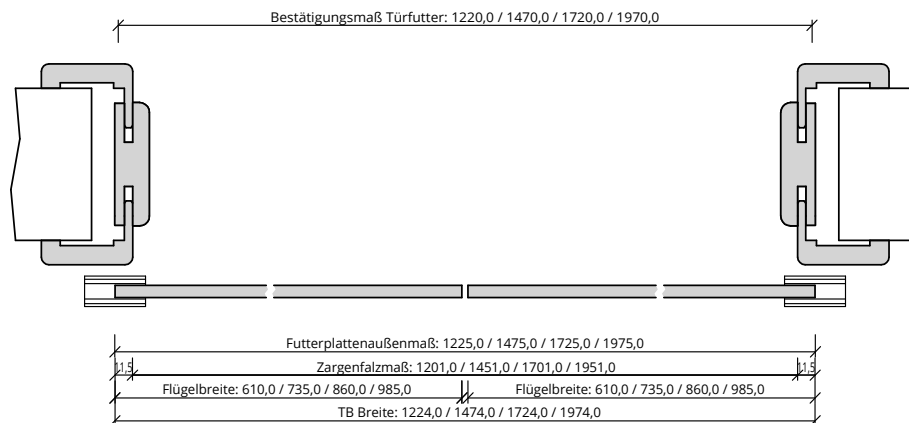 Bestätigungsmaß Türfutter: 1220,0 / 1470,0 / 1720,0 / 1970,0
Futterplattenaußenmaß: 1225,0 / 1475,0 / 1725,0 / 1975,0
11,5 Zargenfalzmaß: 1201,0 / 1451,0 / 1701,0 / 1951,0 11,5
Flügelbreite: 610,0 / 735,0 / 860,0 / 985,0 Flügelbreite: 610,0 / 735,0 / 860,0 / 985,0
TB Breite: 1224,0 / 1474,0 / 1724,0 / 1974,0